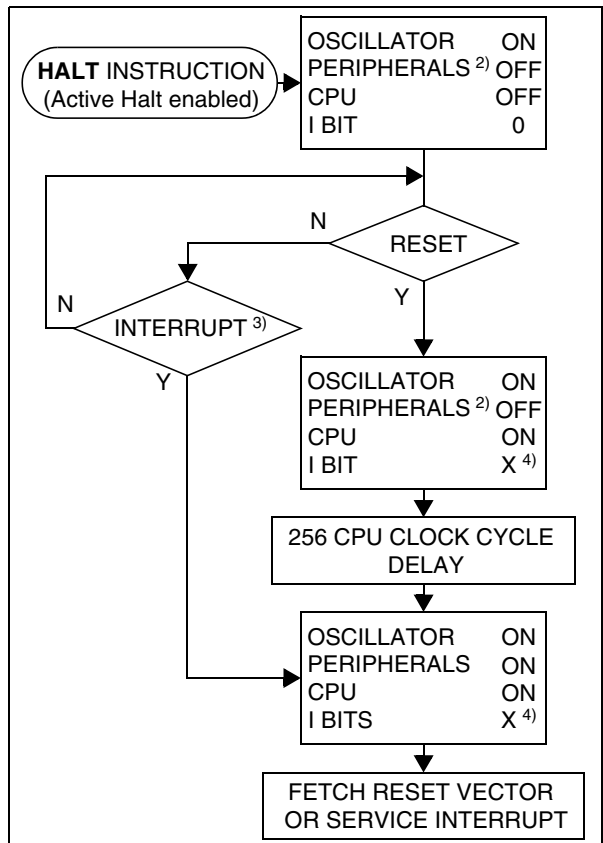 HALT INSTRUCTION
(Active Halt enabled)
OSCILLATOR ON
PERIPHERALS 2) OFF
CPU OFF
I BIT 0
N
RESET
Y
N
INTERRUPT 3)
Y
OSCILLATOR ON
PERIPHERALS 2) OFF
CPU ON
I BIT X 4)
256 CPU CLOCK CYCLE
DELAY
OSCILLATOR ON
PERIPHERALS ON
CPU ON
I BITS X 4)
FETCH RESET VECTOR
OR SERVICE INTERRUPT